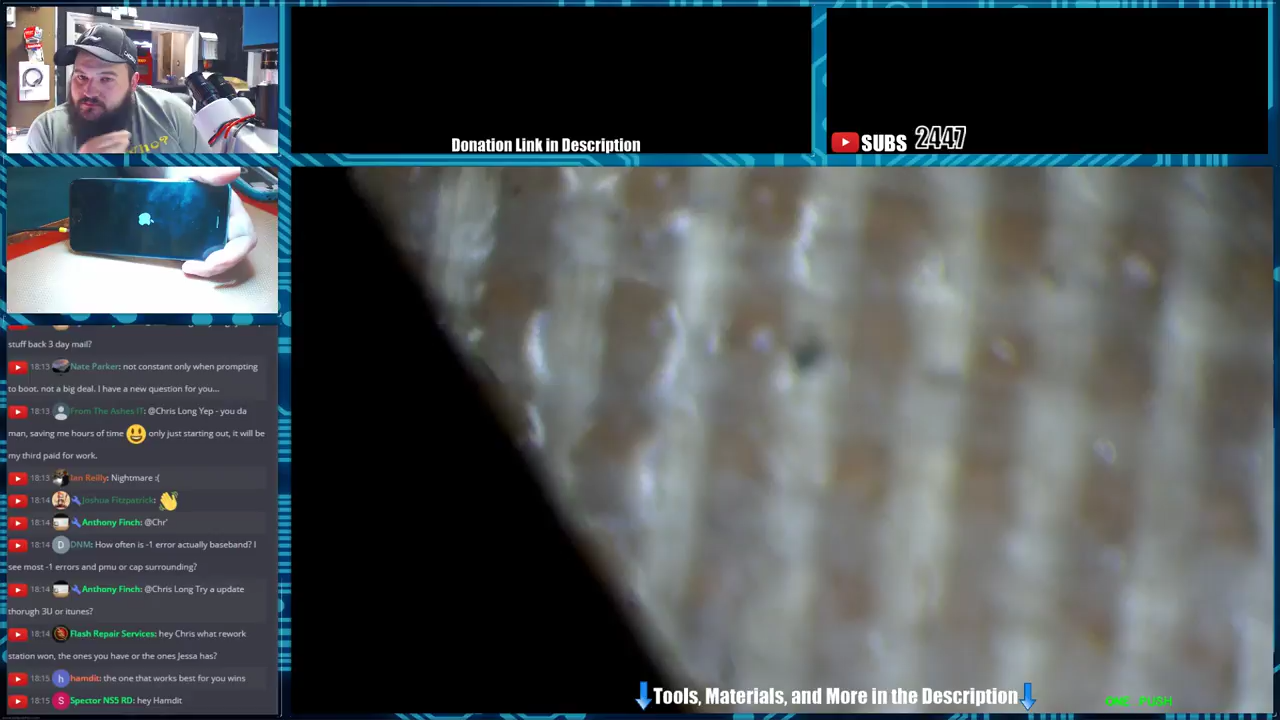 Donation Link in Description
SUBS 2447
stuff back 3 day mail?
18:13 Nate Parker: not constant only when prompting
to boot. not a big deal. I have a new question for you...
18:13 From The Ashes IT: @Chris Long Yep - you da
man, saving me hours of time 😃 only just starting out, it will be
my third paid for work.
18:13 Ian Reilly: Nightmare :(
18:14 Joshua Fitzpatrick: 👋
18:14 Anthony Finch: @Chr'
18:14 DNM: How often is -1 error actually baseband? I
see most -1 errors and pmu or cap surrounding?
18:14 Anthony Finch: @Chris Long Try a update
thorugh 3U or itunes?
18:14 Flash Repair Services: hey Chris what rework
station won, the ones you have or the ones Jessa has?
18:15 hamdit: the one that works best for you wins
18:15 Spector NS5 RD: hey Hamdit
Tools, Materials, and More in the Description
ONE PUSH